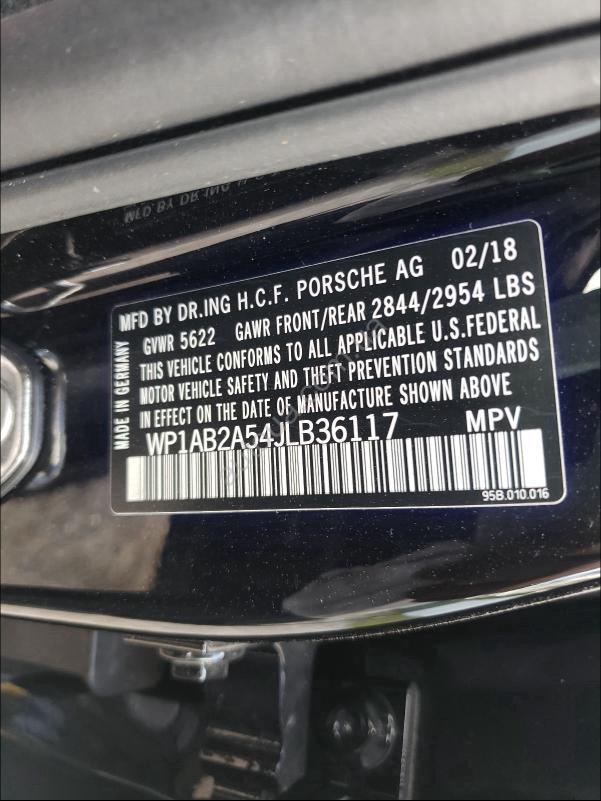 MFD BY DR.ING H.C.F. PORSCHE AG 02/18
GVWR 5622 GAWR FRONT/REAR 2844/2954 LBS
THIS VEHICLE CONFORMS TO ALL APPLICABLE U.S.FEDERAL
MOTOR VEHICLE SAFETY AND THEFT PREVENTION STANDARDS
IN EFFECT ON THE DATE OF MANUFACTURE SHOWN ABOVE
WP1AB2A54JLB36117 MPV
95B.010.016
MADE IN GERMANY